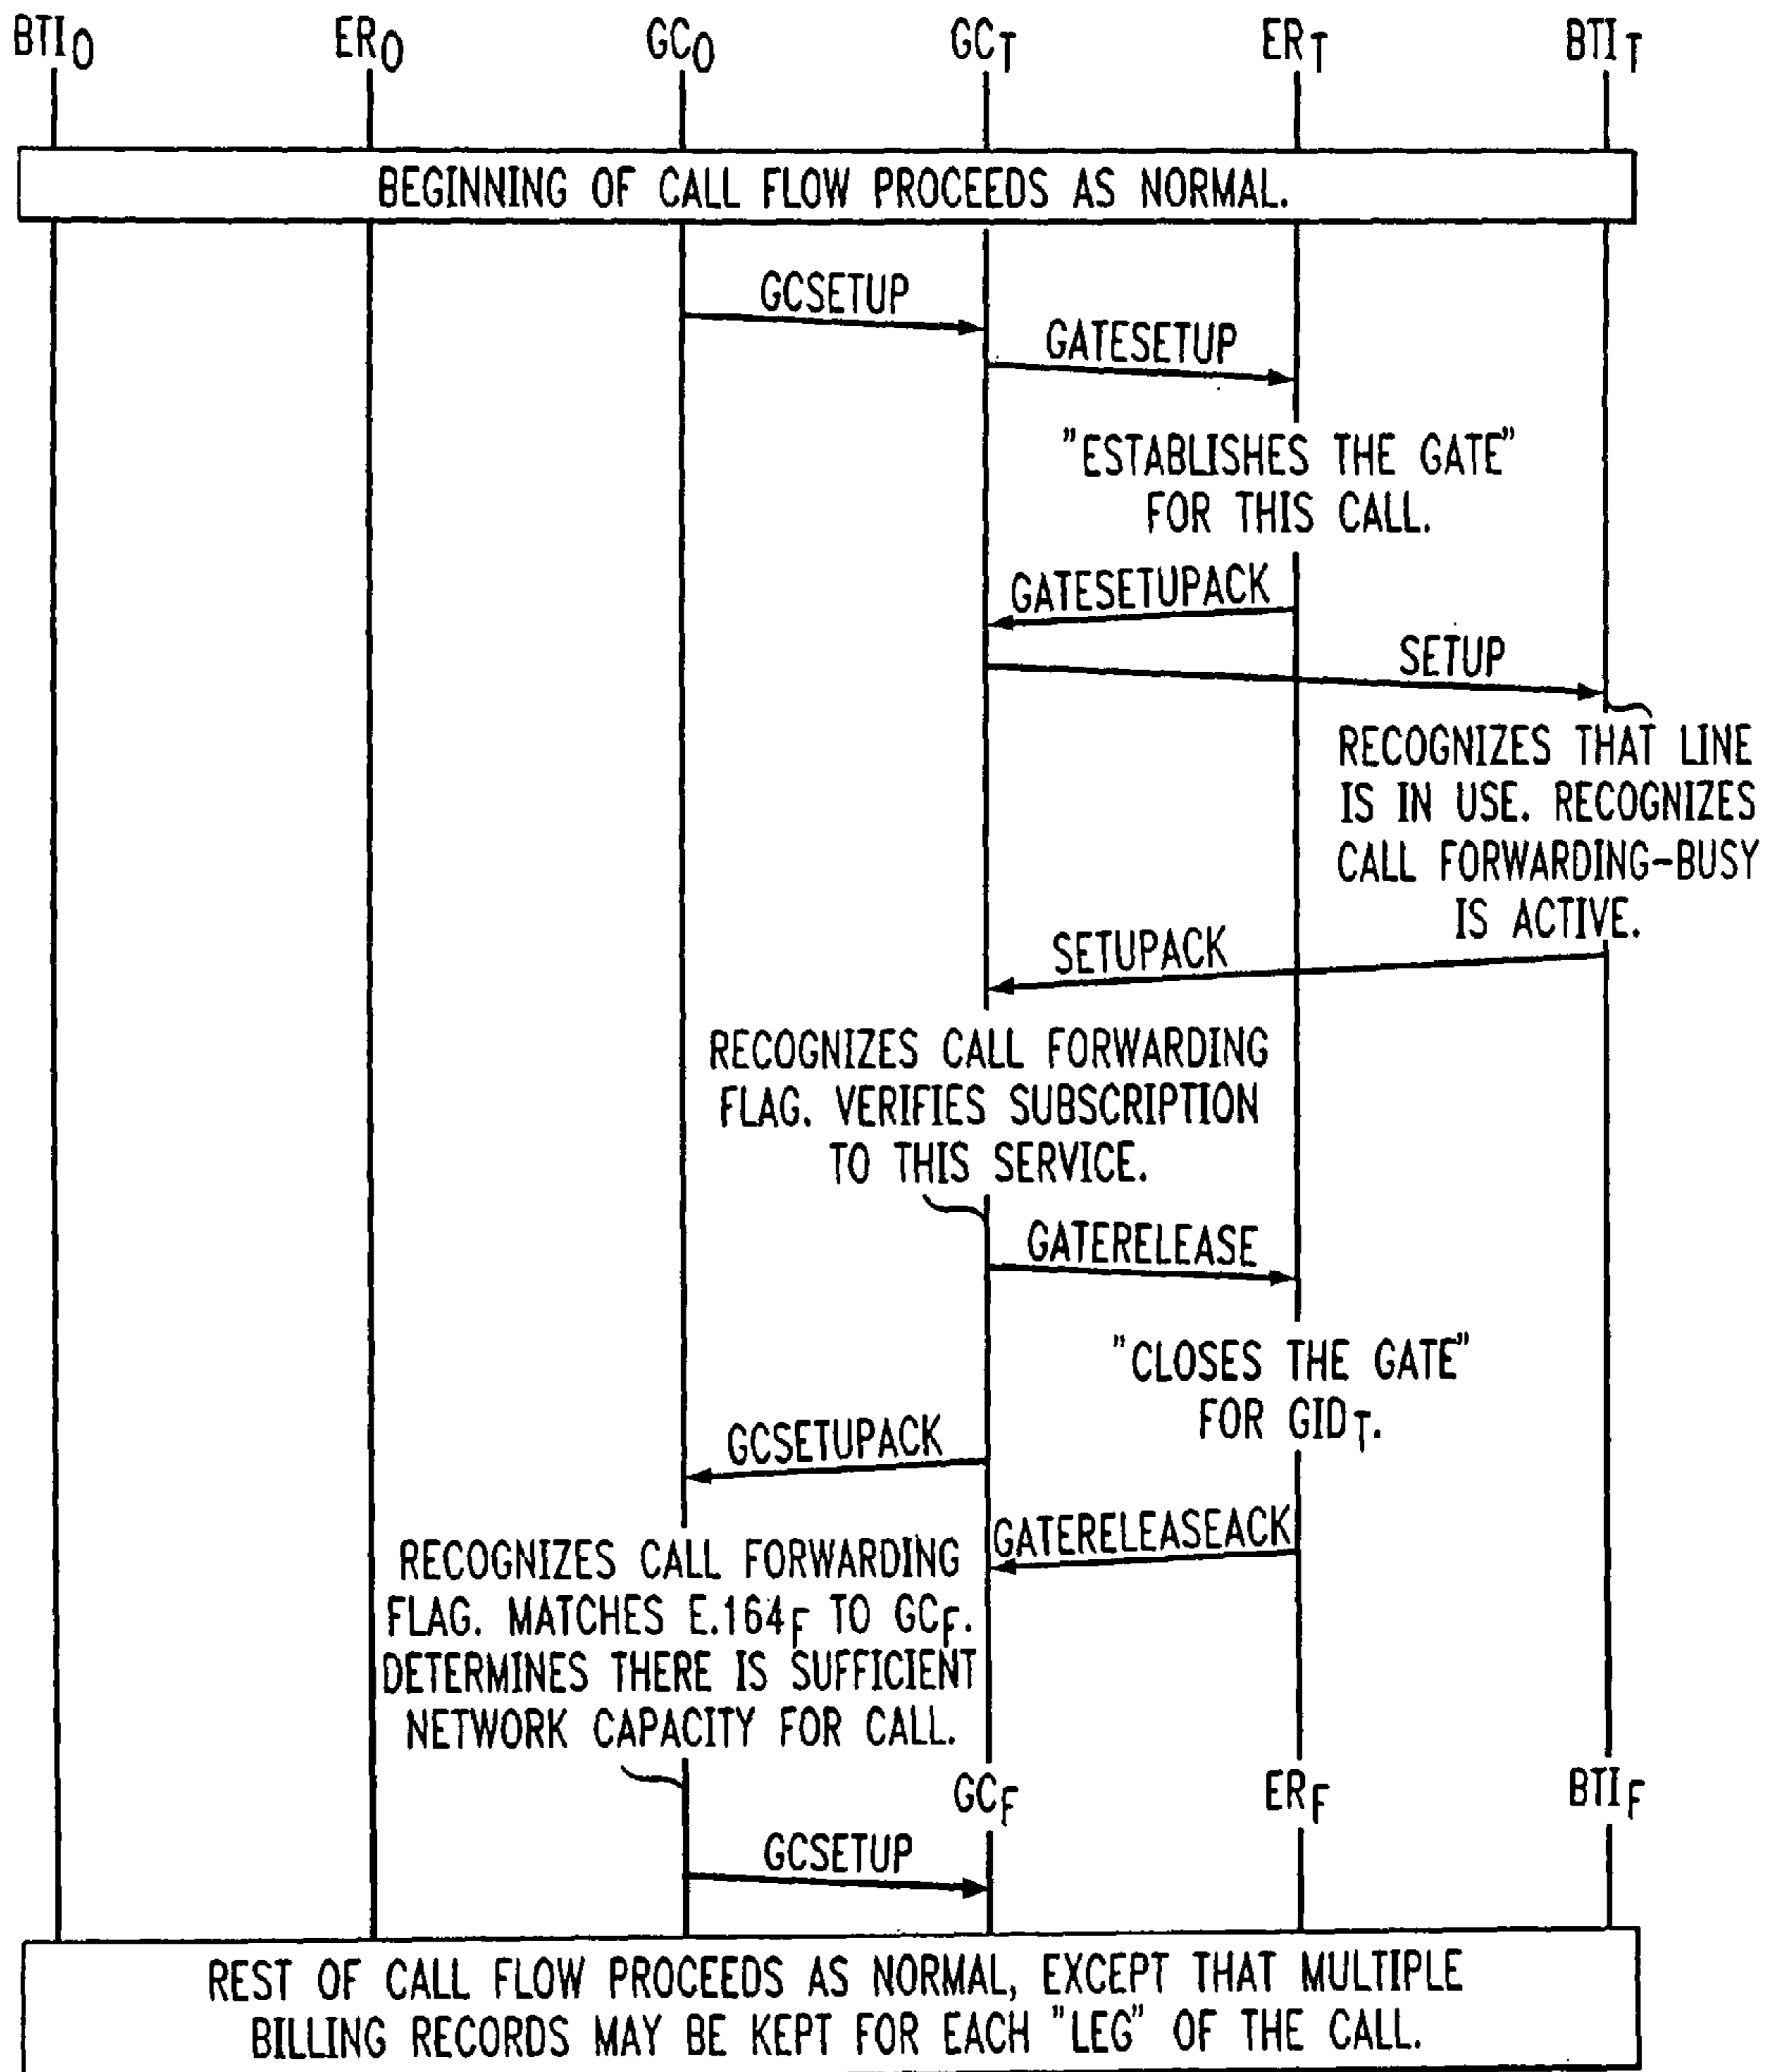 BTIO ERO GCO GCT ERT BTIT
BEGINNING OF CALL FLOW PROCEEDS AS NORMAL.
GCSETUP
GATESETUP
"ESTABLISHES THE GATE"
FOR THIS CALL.
GATESETUPACK
SETUP
RECOGNIZES THAT LINE
IS IN USE. RECOGNIZES
CALL FORWARDING-BUSY
IS ACTIVE.
SETUPACK
RECOGNIZES CALL FORWARDING
FLAG. VERIFIES SUBSCRIPTION
TO THIS SERVICE.
GATERELEASE
"CLOSES THE GATE"
FOR GIDT.
GCSETUPACK
GATERELEASEACK
RECOGNIZES CALL FORWARDING
FLAG. MATCHES E.164F TO GCF.
DETERMINES THERE IS SUFFICIENT
NETWORK CAPACITY FOR CALL.
GCF ERF BTIF
GCSETUP
REST OF CALL FLOW PROCEEDS AS NORMAL, EXCEPT THAT MULTIPLE
BILLING RECORDS MAY BE KEPT FOR EACH "LEG" OF THE CALL.